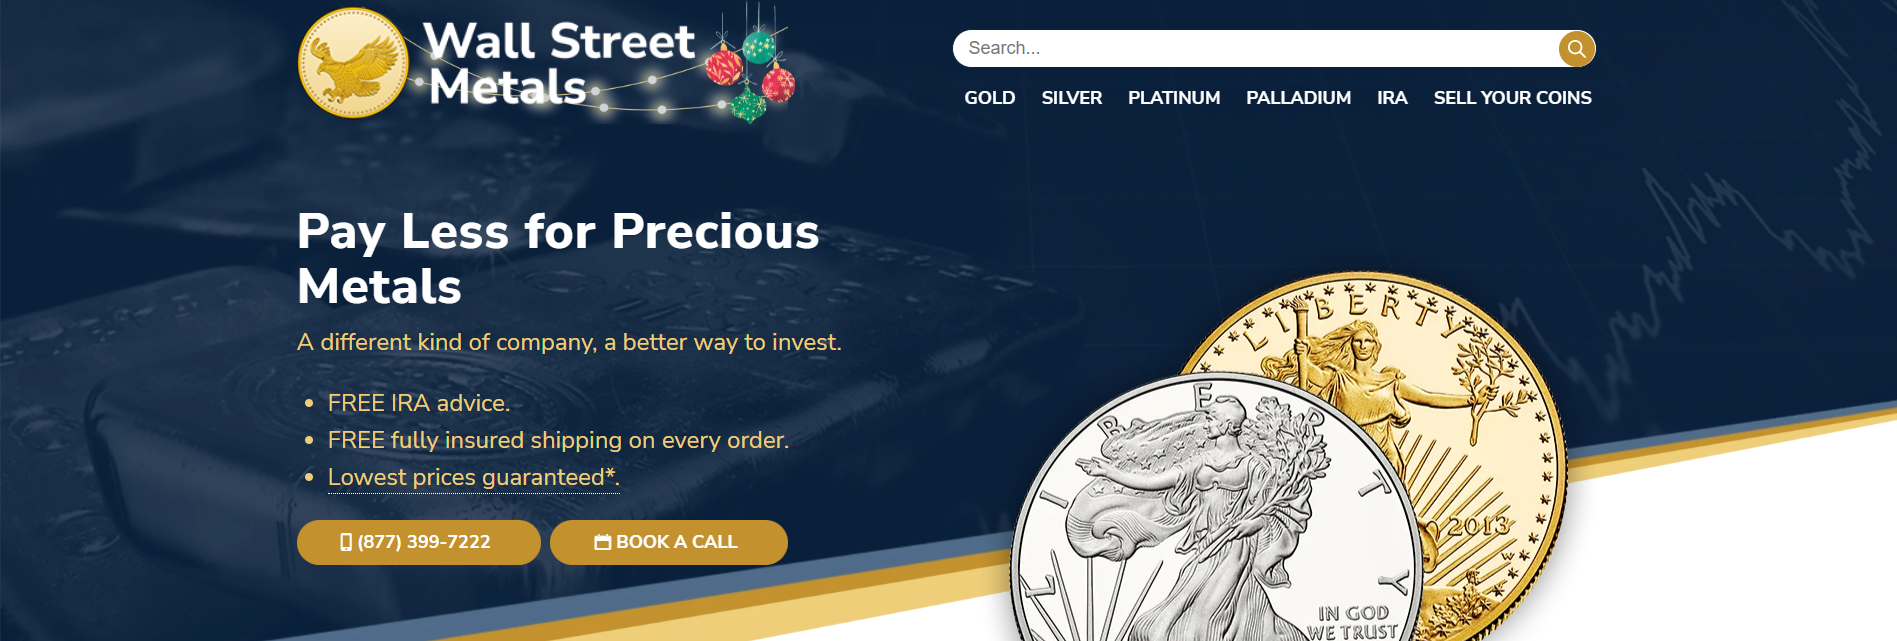 Wall Street
Metals
Search...
GOLD SILVER PLATINUM PALLADIUM IRA SELL YOUR COINS
Pay Less for Precious
Metals
A different kind of company, a better way to invest.
FREE IRA advice.
FREE fully insured shipping on every order.
Lowest prices guaranteed*.
(877) 399-7222
BOOK A CALL
LIBERTY
2013
W
LIBERTY
IN GOD
WE TRUST